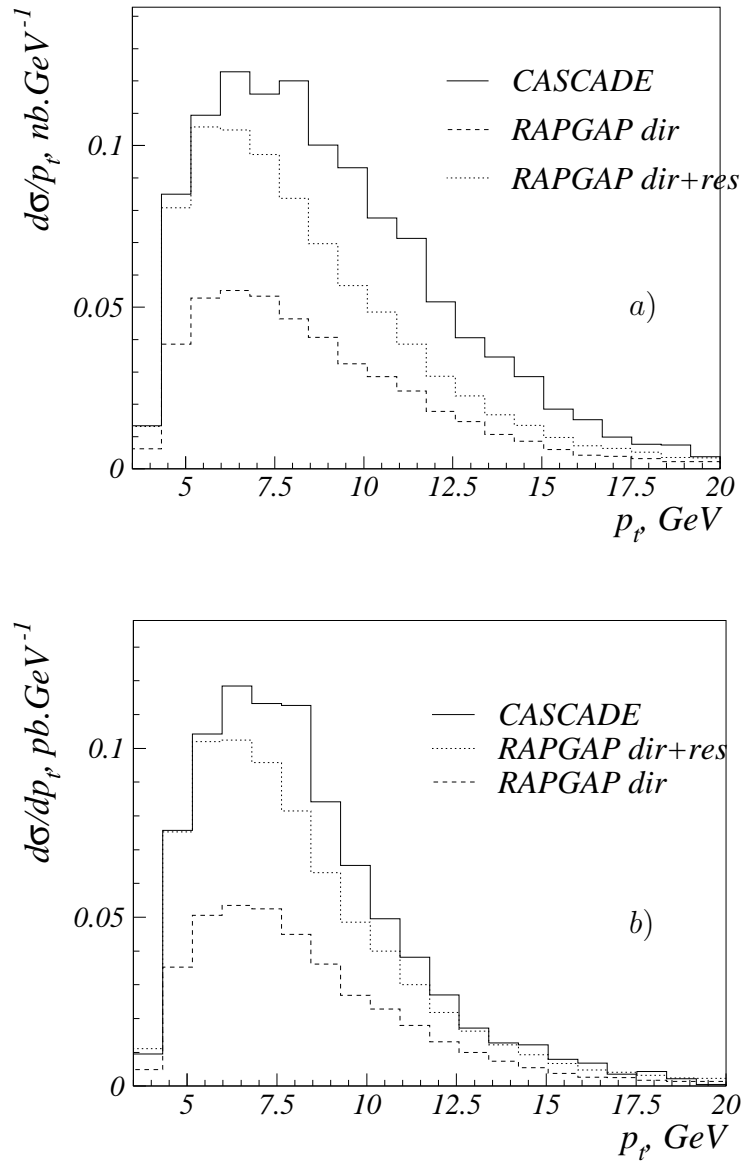 dσ/p_t, nb.GeV^-1
0.1
0.05
0
CASCADE
RAPGAP dir
RAPGAP dir+res
a)
5 7.5 10 12.5 15 17.5 20
p_t, GeV
dσ/dp_t, pb.GeV^-1
0.1
0.05
0
CASCADE
RAPGAP dir+res
RAPGAP dir
b)
5 7.5 10 12.5 15 17.5 20
p_t, GeV